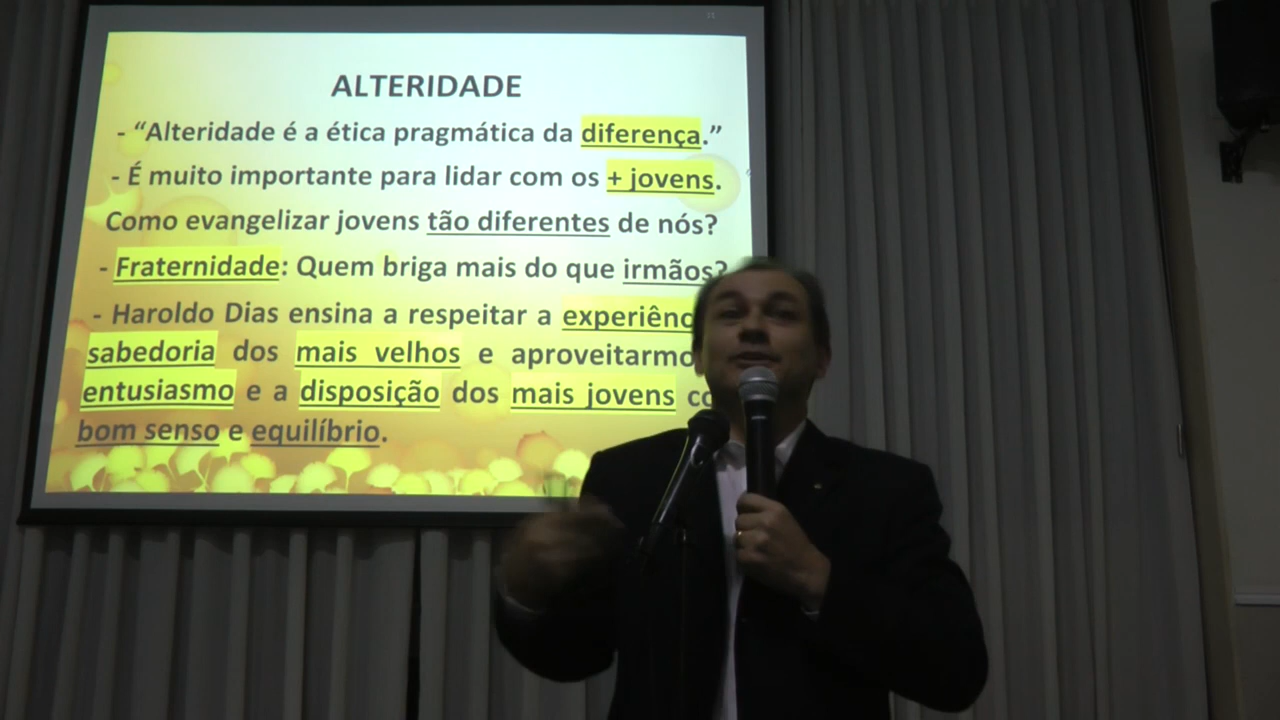 ALTERIDADE
- “Alteridade é a ética pragmática da diferença.”
- É muito importante para lidar com os + jovens.
Como evangelizar jovens tão diferentes de nós?
- Fraternidade: Quem briga mais do que irmãos?
- Haroldo Dias ensina a respeitar a
sabedoria dos mais velhos e
entusiasmo e a disposição dos mais jovens
bom senso e equilíbrio.